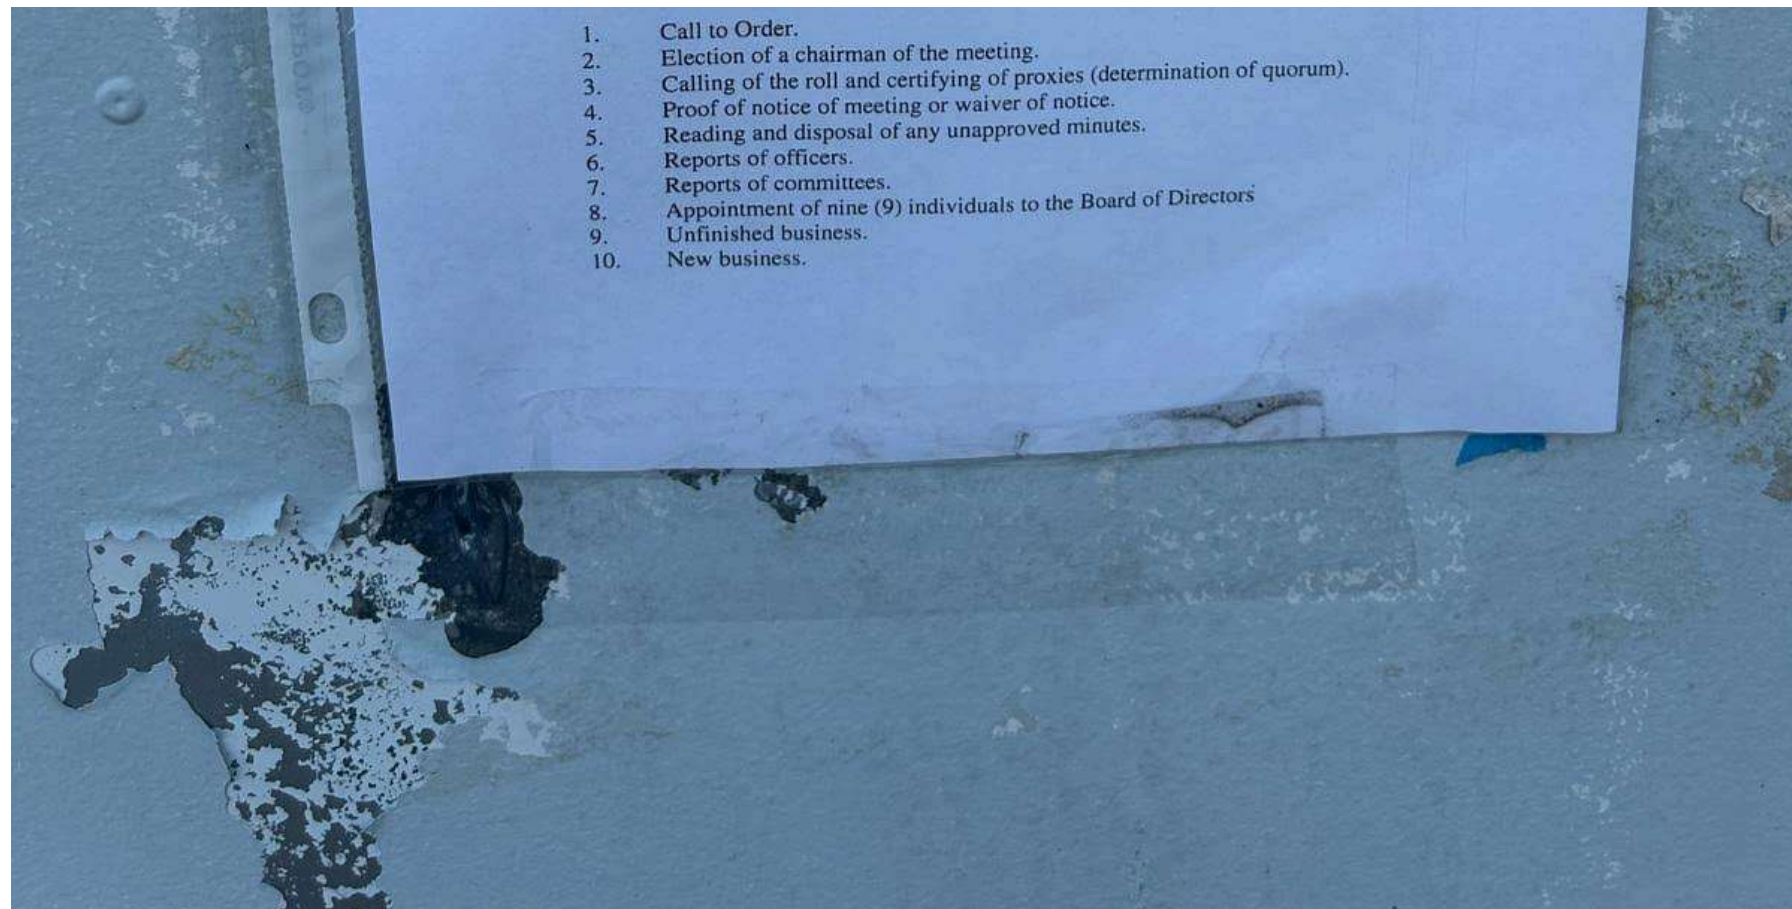 1. Call to Order.
2. Election of a chairman of the meeting.
3. Calling of the roll and certifying of proxies (determination of quorum).
4. Proof of notice of meeting or waiver of notice.
5. Reading and disposal of any unapproved minutes.
6. Reports of officers.
7. Reports of committees.
8. Appointment of nine (9) individuals to the Board of Directors
9. Unfinished business.
10. New business.